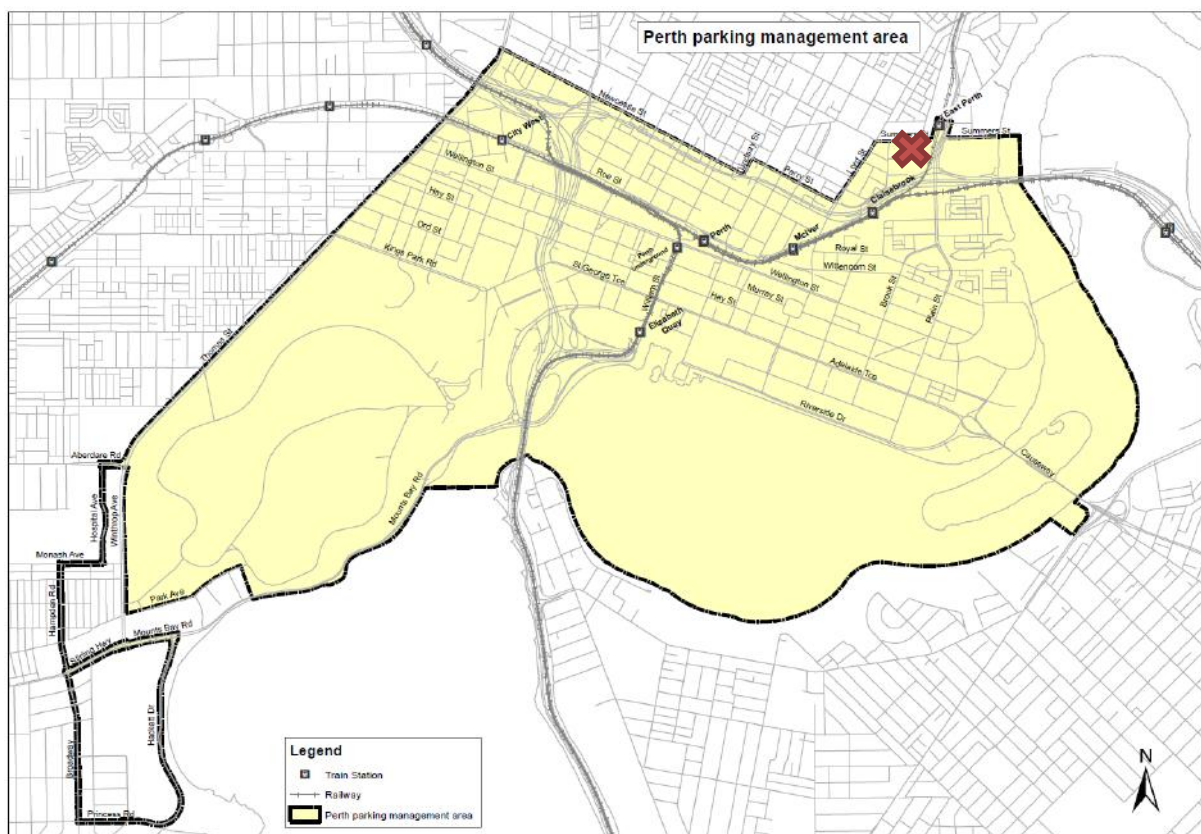 Perth parking management area
East Perth
Summers St
Newcastle St
City West
Lord St
Parry St
Claisebrook
Wellington St
Roe St
Hay St
Ord St
Kings Park Rd
Perth
McIver
Royal St
Wittenoom St
Perth
Underground
St Georges Tce
William St
Wellington St
Murray St
Hay St
Brook St
Plain St
Elizabeth
Quay
Thomas St
Adelaide Tce
Riverside Dr
Causeway
Aberdare Rd
Hospital Ave
Winthrop Ave
Mounts Bay Rd
Monash Ave
Hampden Rd
Park Ave
Mounts Bay Rd
Stirling Hwy
Hackett Dr
Broadway
Princess Rd
Legend
Train Station
Railway
Perth parking management area
N